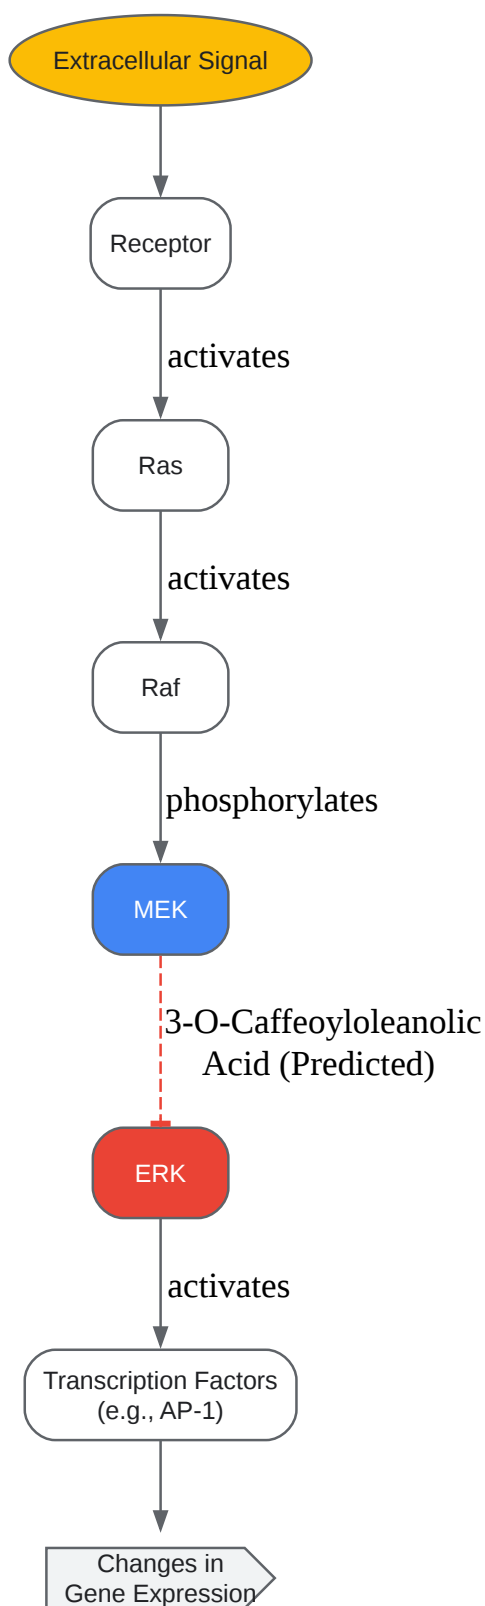 Extracellular Signal
Receptor
activates
Ras
activates
Raf
phosphorylates
MEK
3-O-Caffeoyloleanolic
Acid (Predicted)
ERK
activates
Transcription Factors
(e.g., AP-1)
Changes in
Gene Expression